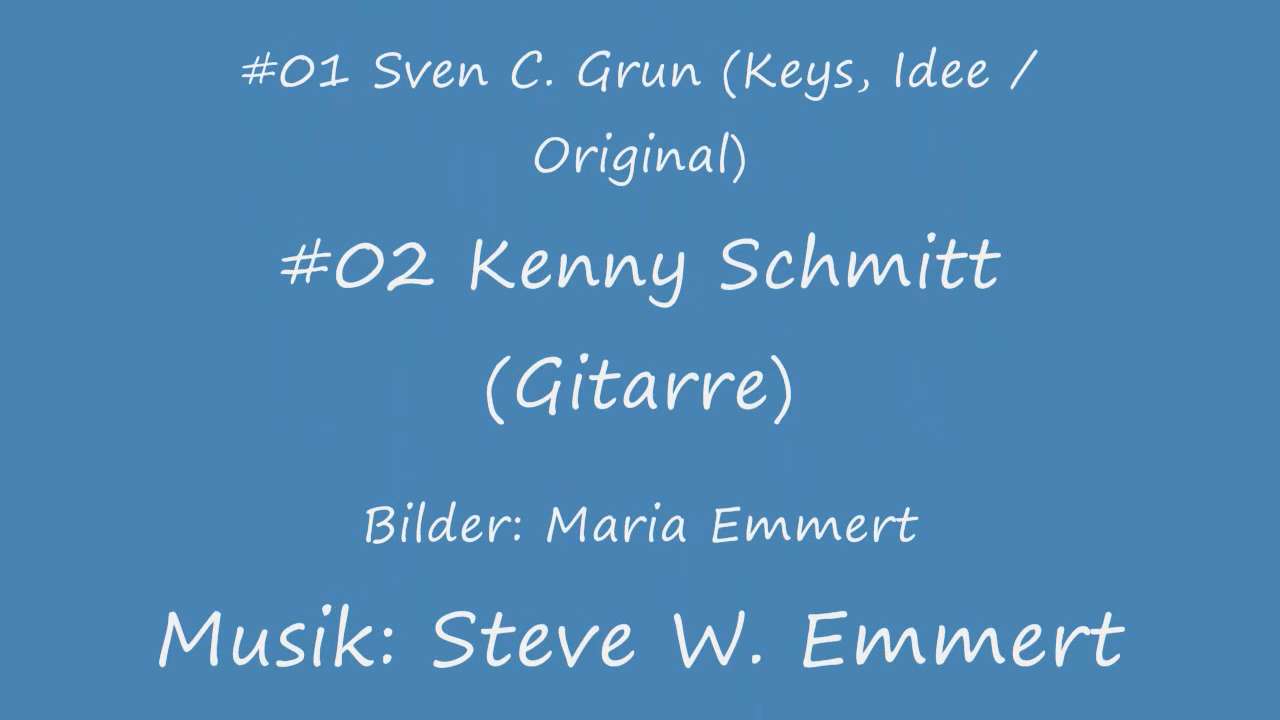 #01 Sven C. Grun (Keys, Idee /
Original)
#02 Kenny Schmitt
(Gitarre)
Bilder: Maria Emmert
Musik: Steve W. Emmert